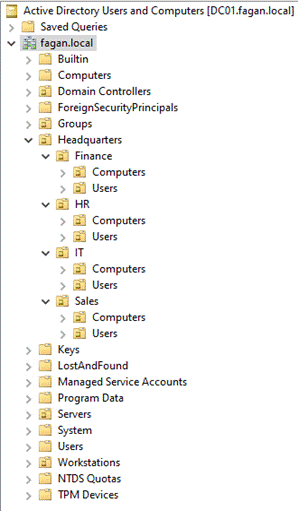 Active Directory Users and Computers [DC01.fagan.local]
Saved Queries
fagan.local
Builtin
Computers
Domain Controllers
ForeignSecurityPrincipals
Groups
Headquarters
Finance
Computers
Users
HR
Computers
Users
IT
Computers
Users
Sales
Computers
Users
Keys
LostAndFound
Managed Service Accounts
Program Data
Servers
System
Users
Workstations
NTDS Quotas
TPM Devices